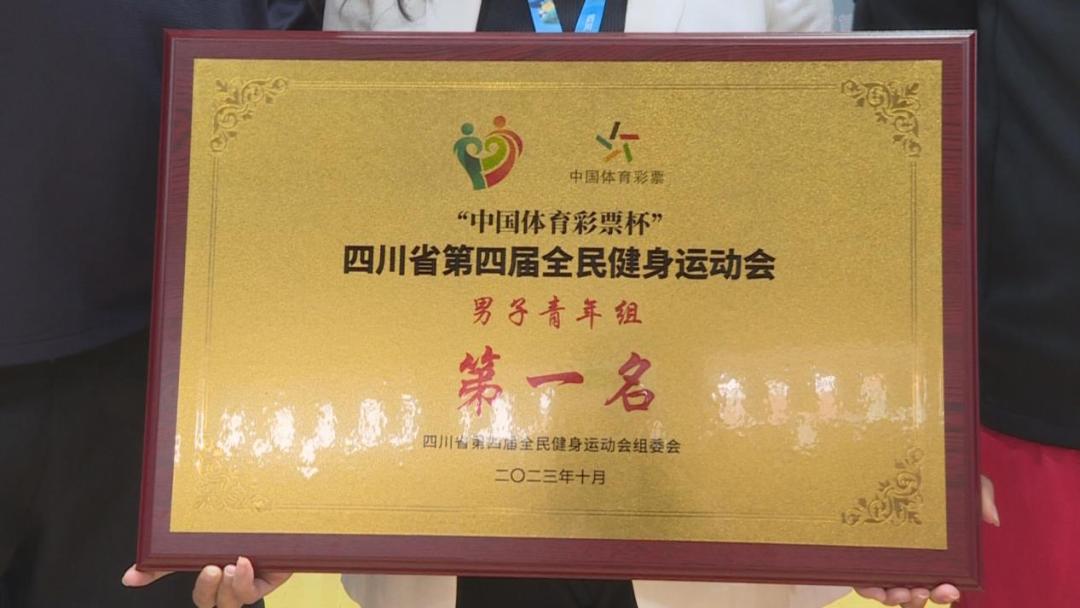 中国体育彩票
“中国体育彩票杯”
四川省第四届全民健身运动会
男子青年组
第一名
四川省第四届全民健身运动会组委会
二〇二三年十月